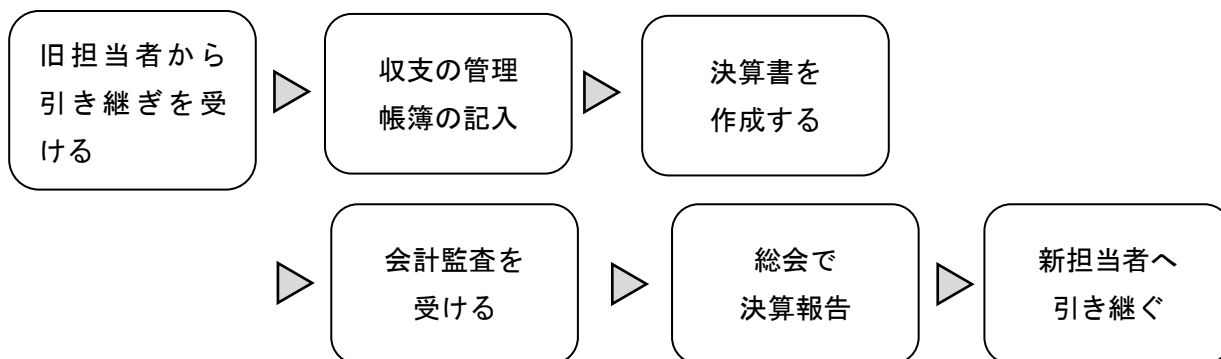 旧担当者から
引き継ぎを受
ける
収支の管理
帳簿の記入
決算書を
作成する
会計監査を
受ける
総会で
決算報告
新担当者へ
引き継ぐ